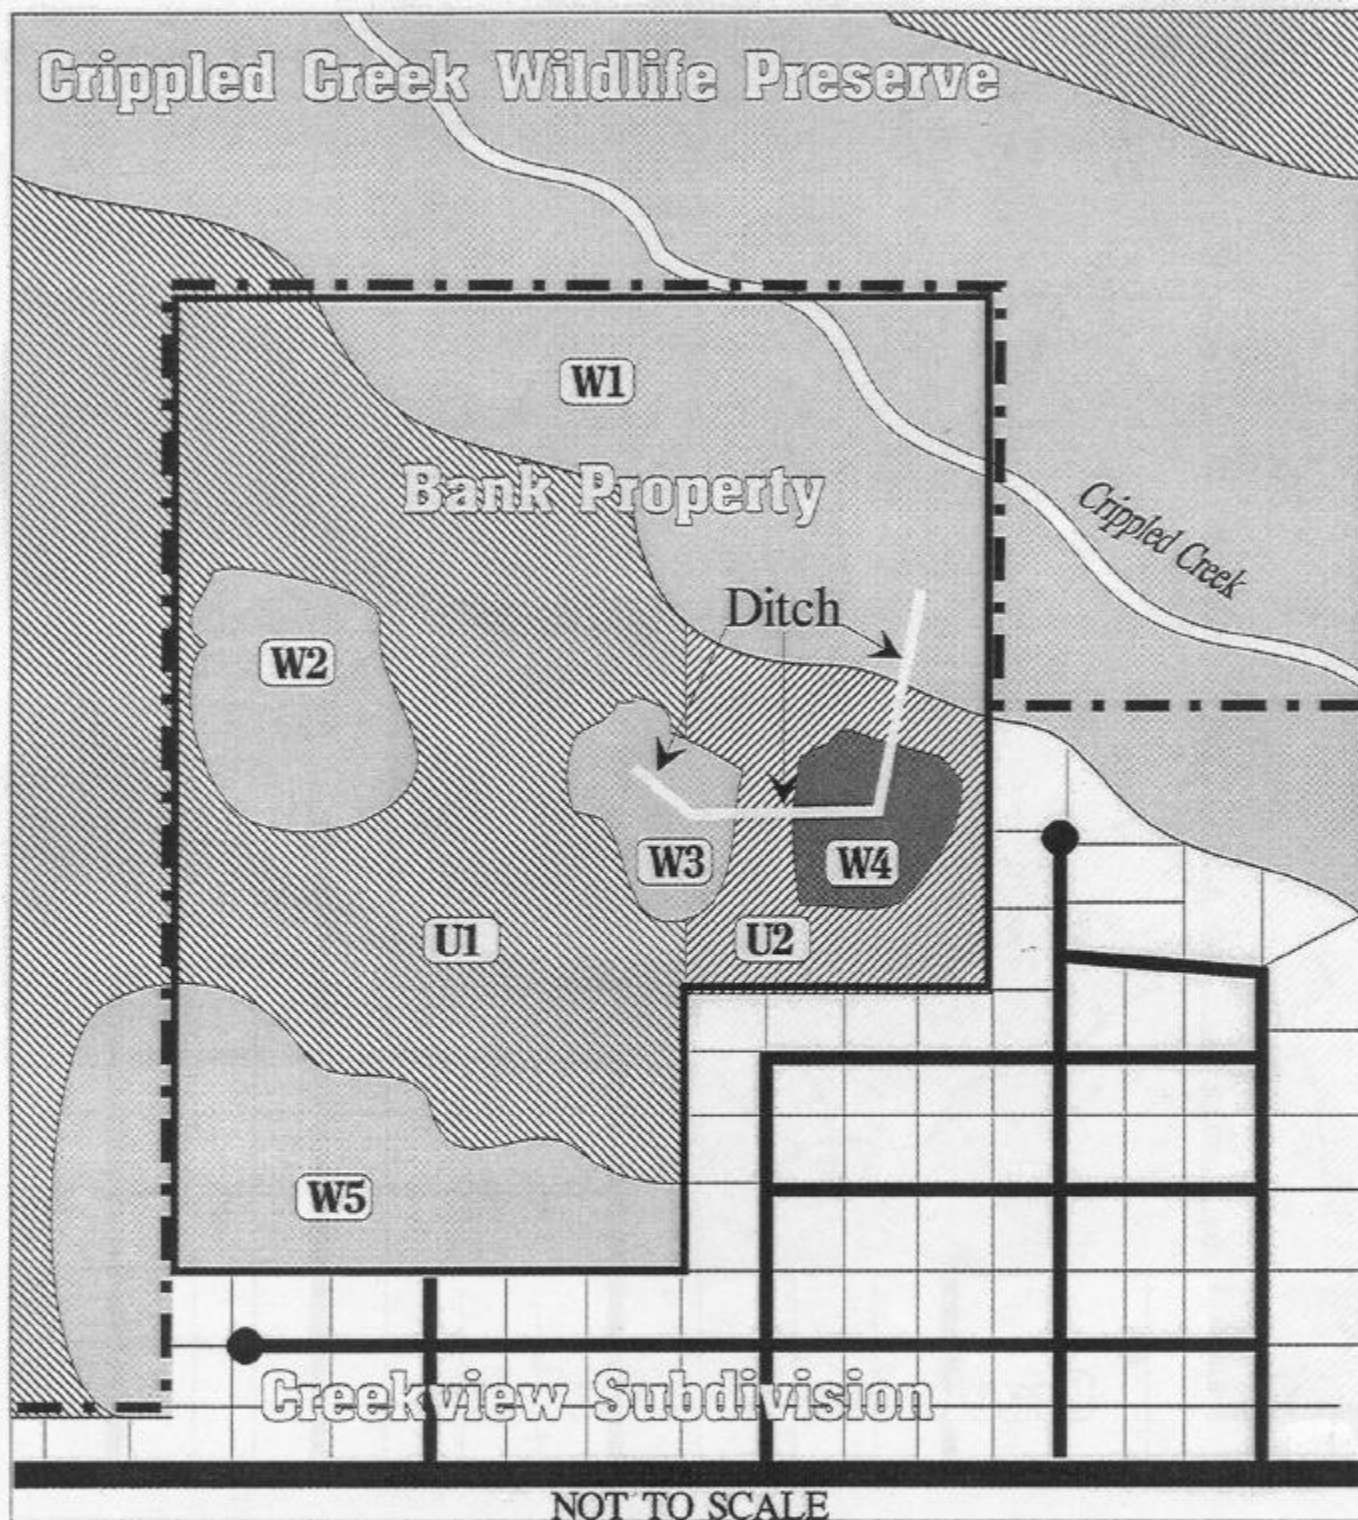 Crippled Creek Wildlife Preserve
W1
Bank Property
Crippled Creek
Ditch
W2
W3
W4
U1
U2
W5
Creekview Subdivision
NOT TO SCALE